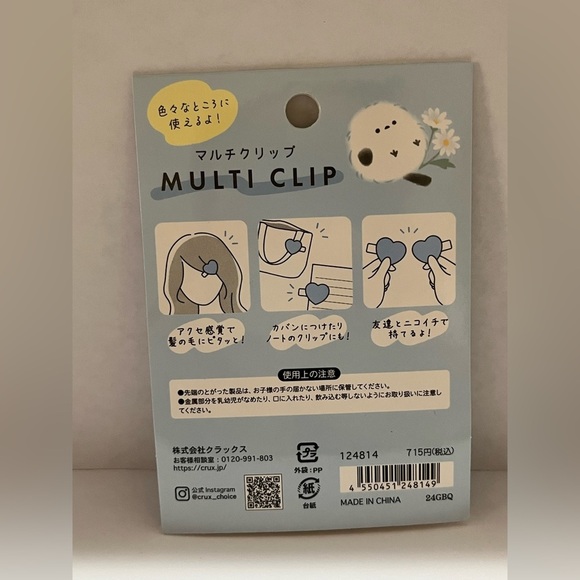 色々なところに
使えるよ!
マルチクリップ
MULTI CLIP
アクセ感覚で
髪の毛にピタッと!
カバンにつけたり
ノートのクリップにも!
友達とニコイチで
持てるよ!
使用上の注意
●先端のとがった製品は、お子様の手の届かない場所に保管してください。
●金属部分を乳幼児がなめたり、口に入れたり、飲み込む等しないようにお取り扱いに注意し
てください。
株式会社クラックス
お客様相談室:0120-991-803
https://crux.jp/
公式 Instagram
@crux_choice
プラ
外袋:PP
紙
台紙
124814
715円(税込)
4 550451 248149
MADE IN CHINA
24GBQ